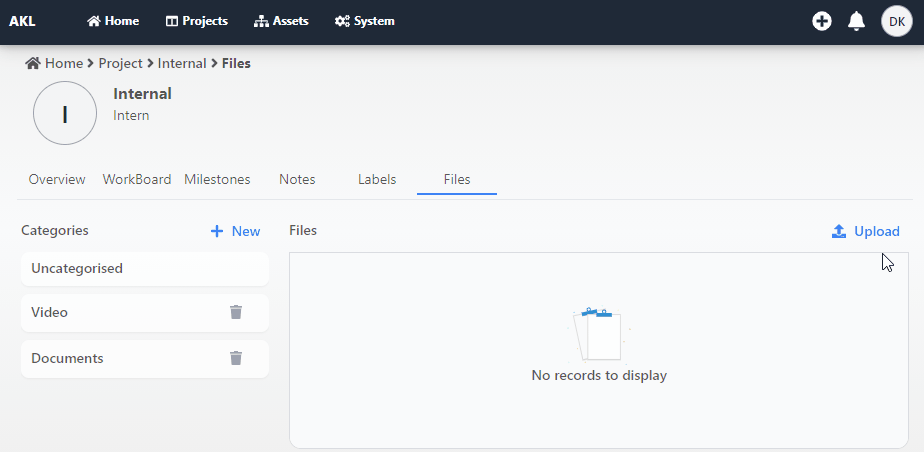 AKL Home Projects Assets System DK
Home > Project > Internal > Files
I
Internal
Intern
Overview WorkBoard Milestones Notes Labels Files
Categories + New
Files Upload
Uncategorised
Video
Documents
No records to display